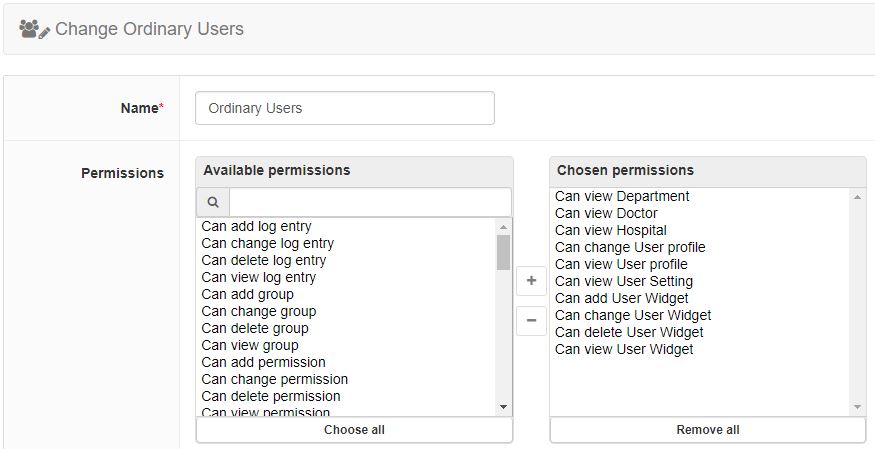 Change Ordinary Users
Name*
Ordinary Users
Permissions
Available permissions
Can add log entry
Can change log entry
Can delete log entry
Can view log entry
Can add group
Can change group
Can delete group
Can view group
Can add permission
Can change permission
Can delete permission
Can view permission
Choose all
+
−
Chosen permissions
Can view Department
Can view Doctor
Can view Hospital
Can change User profile
Can view User profile
Can view User Setting
Can add User Widget
Can change User Widget
Can delete User Widget
Can view User Widget
Remove all